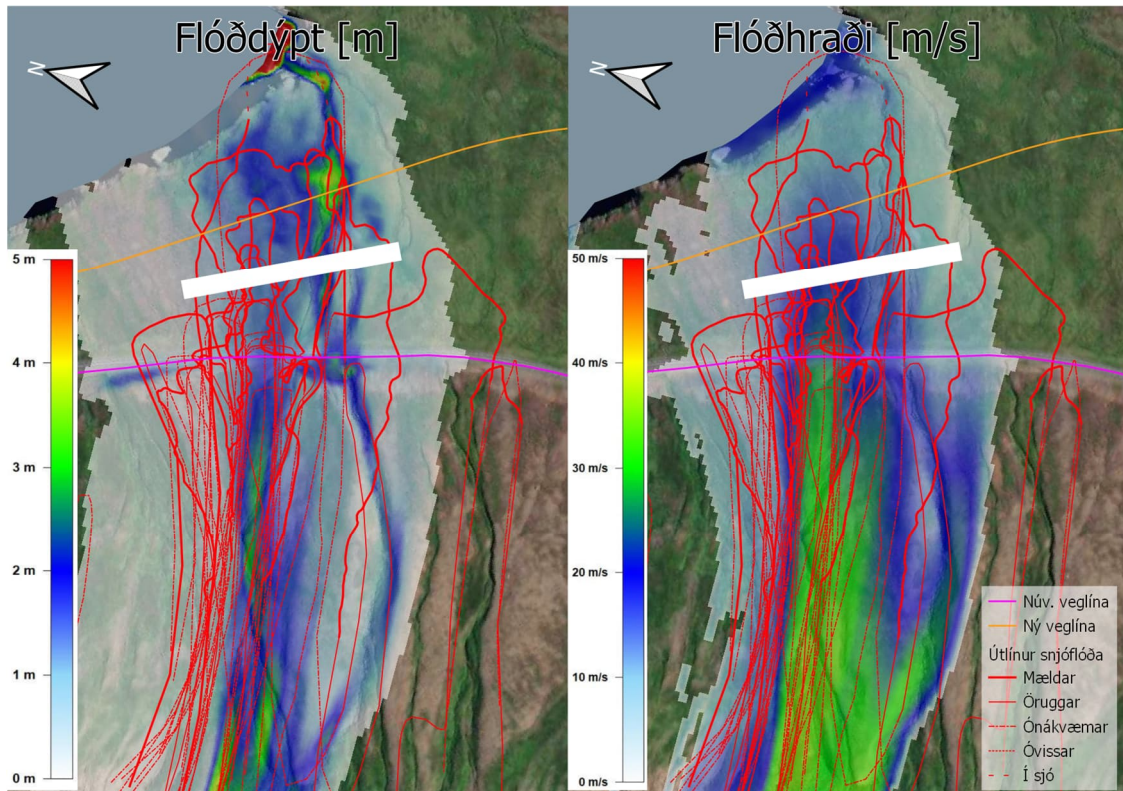 Flóðdýpt [m]
N
5 m
4 m
3 m
2 m
1 m
0 m
Flóðhraði [m/s]
N
50 m/s
40 m/s
30 m/s
20 m/s
10 m/s
0 m/s
Núv. veglína
Ný veglína
Útlínur snjóflóða
Mældar
Öruggar
Ónákvæmar
Óvissar
Í sjó